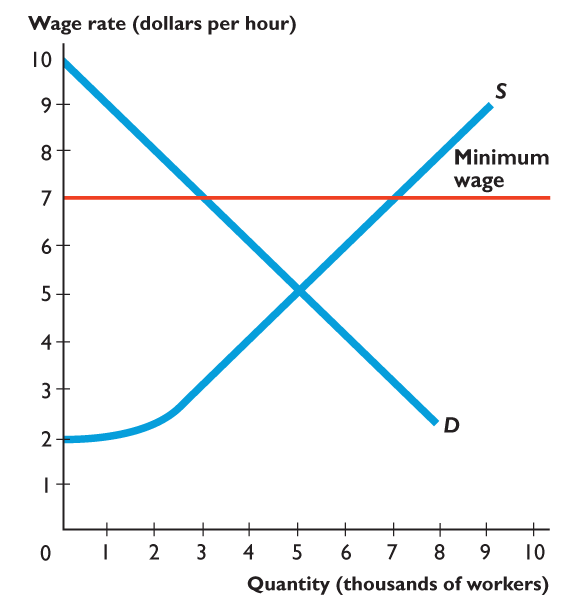 Wage rate (dollars per hour)
10
9
S
8
Minimum
wage
7
6
5
4
3
D
2
1
0 1 2 3 4 5 6 7 8 9 10
Quantity (thousands of workers)